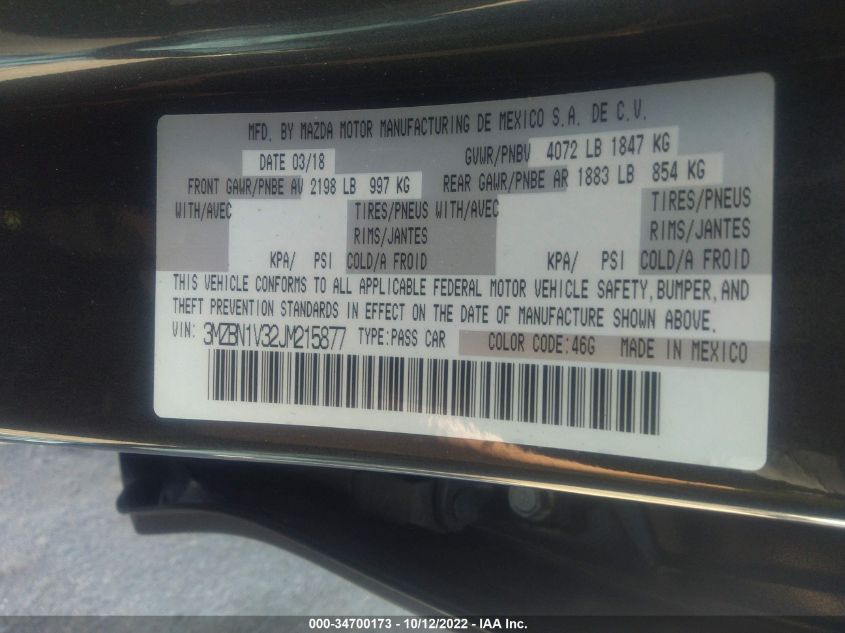 MFD. BY MAZDA MOTOR MANUFACTURING DE MEXICO S.A. DE C.V.
DATE 03/18 GVWR/PNBV 4072 LB 1847 KG
FRONT GAWR/PNBE AV 2198 LB 997 KG REAR GAWR/PNBE AR 1883 LB 854 KG
WITH/AVEC TIRES/PNEUS WITH/AVEC TIRES/PNEUS
RIMS/JANTES RIMS/JANTES
KPA/ PSI COLD/A FROID KPA/ PSI COLD/A FROID
THIS VEHICLE CONFORMS TO ALL APPLICABLE FEDERAL MOTOR VEHICLE SAFETY, BUMPER, AND
THEFT PREVENTION STANDARDS IN EFFECT ON THE DATE OF MANUFACTURE SHOWN ABOVE.
VIN: 3MZBN1V32JM215877 TYPE:PASS CAR COLOR CODE:46G MADE IN MEXICO
000-34700173 - 10/12/2022 - IAA Inc.